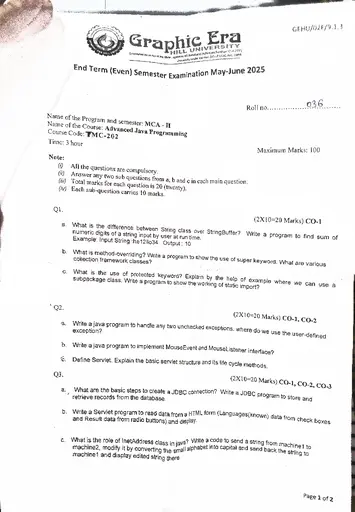 GEHU/02E/9.1.1
Graphic Era
HILL UNIVERSITY
End Term (Even) Semester Examination May-June 2025
Roll no...............036......
Name of the Program and semester: MCA - II
Name of the Course: Advanced Java Programming
Course Code: TMC-202
Time: 3 hour
Maximum Marks: 100
Note:
(i) All the questions are compulsory.
(ii) Answer any two sub questions from a, b and c in each main question.
(iii) Total marks for each question is 20 (twenty).
(iv) Each sub-question carries 10 marks.
Q1.
(2X10=20 Marks) CO-1
a. What is the difference between String class over StringBuffer? Write a program to find sum of
numeric digits of a string input by user at run time.
Example: Input String: he12llo34 Output : 10
b. What is method-overriding? Write a program to show the use of super keyword. What are various
collection framework classes?
c. What is the use of protected keyword? Explain by the help of example where we can use a
subpackage class. Write a program to show the working of static import?
Q2.
(2X10=20 Marks) CO-1, CO-2
a. Write a java program to handle any two unchecked exceptions. where do we use the user-defined
exception?
b. Write a java program to implement MouseEvent and MouseListener Interface?
c. Define Servlet. Explain the basic servlet structure and its life cycle methods.
Q3.
(2X10=20 Marks) CO-1, CO-2, CO-3
a. What are the basic steps to create a JDBC connection? Write a JDBC program to store and
retrieve records from the database
b. Write a Servlet program to read data from a HTML form (Languages(known) data from check boxes
and Result data from radio buttons) and display.
c. What is the role of InetAddress class in java? Write a code to send a string from machine1 to
machine2, modify it by converting the small alphabet into capital and send back the string to
machine1 and display edited string there
Page 1 of 2